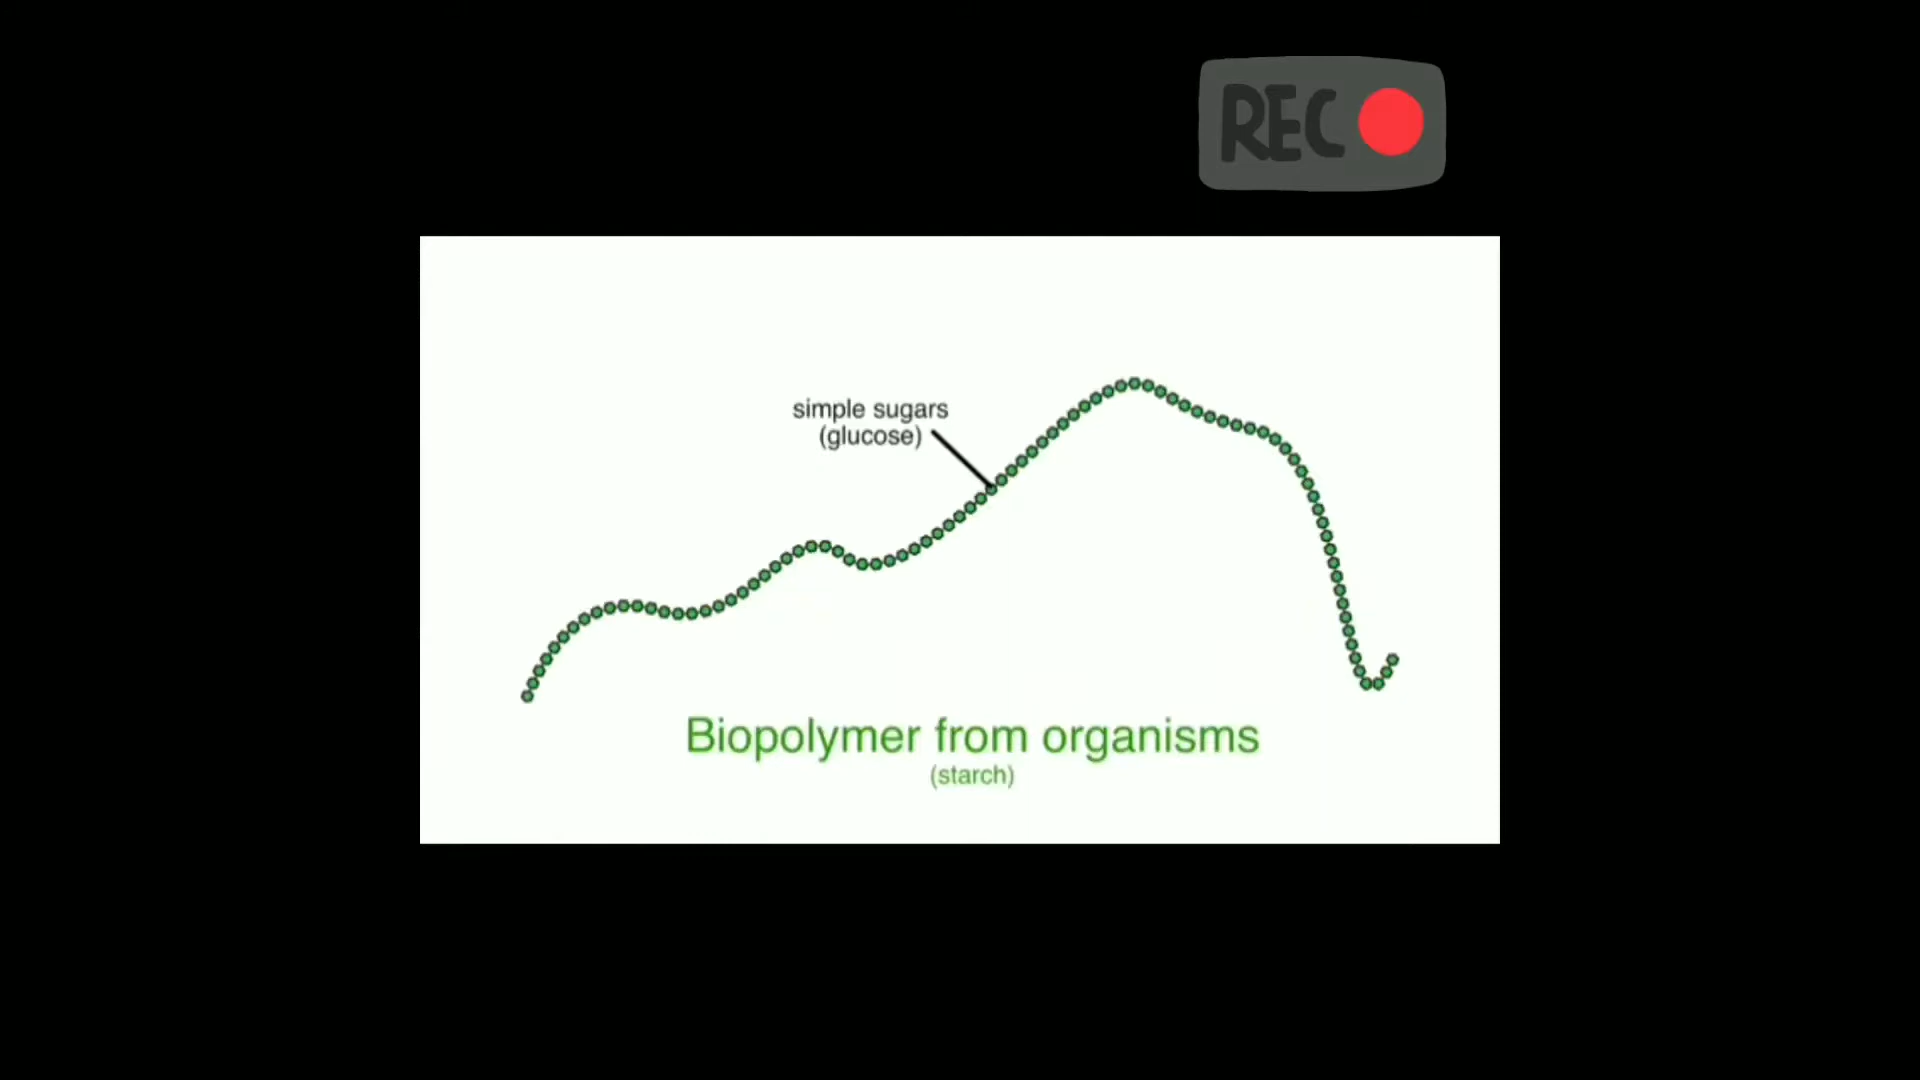 REC
simple sugars
(glucose)
Biopolymer from organisms
(starch)